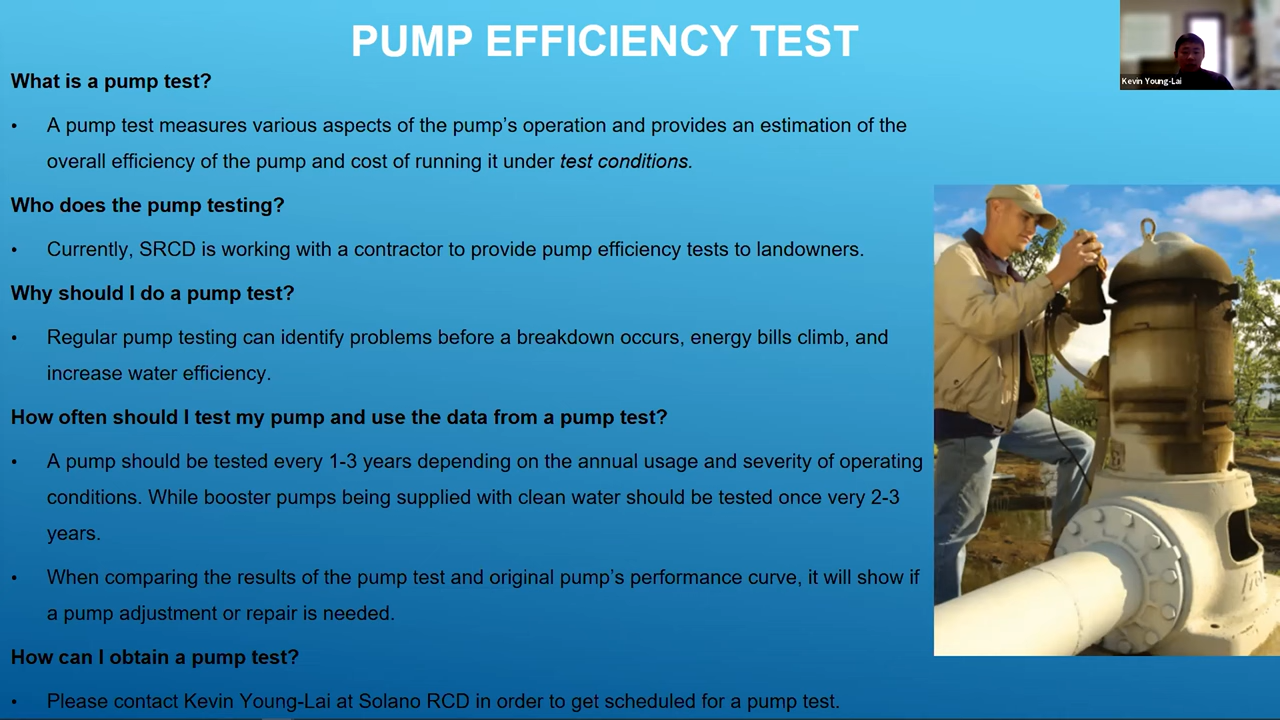 PUMP EFFICIENCY TEST
Kevin Young-Lai
What is a pump test?
• A pump test measures various aspects of the pump's operation and provides an estimation of the
overall efficiency of the pump and cost of running it under test conditions.
Who does the pump testing?
• Currently, SRCD is working with a contractor to provide pump efficiency tests to landowners.
Why should I do a pump test?
• Regular pump testing can identify problems before a breakdown occurs, energy bills climb, and
increase water efficiency.
How often should I test my pump and use the data from a pump test?
• A pump should be tested every 1-3 years depending on the annual usage and severity of operating
conditions. While booster pumps being supplied with clean water should be tested once very 2-3
years.
• When comparing the results of the pump test and original pump's performance curve, it will show if
a pump adjustment or repair is needed.
How can I obtain a pump test?
• Please contact Kevin Young-Lai at Solano RCD in order to get scheduled for a pump test.